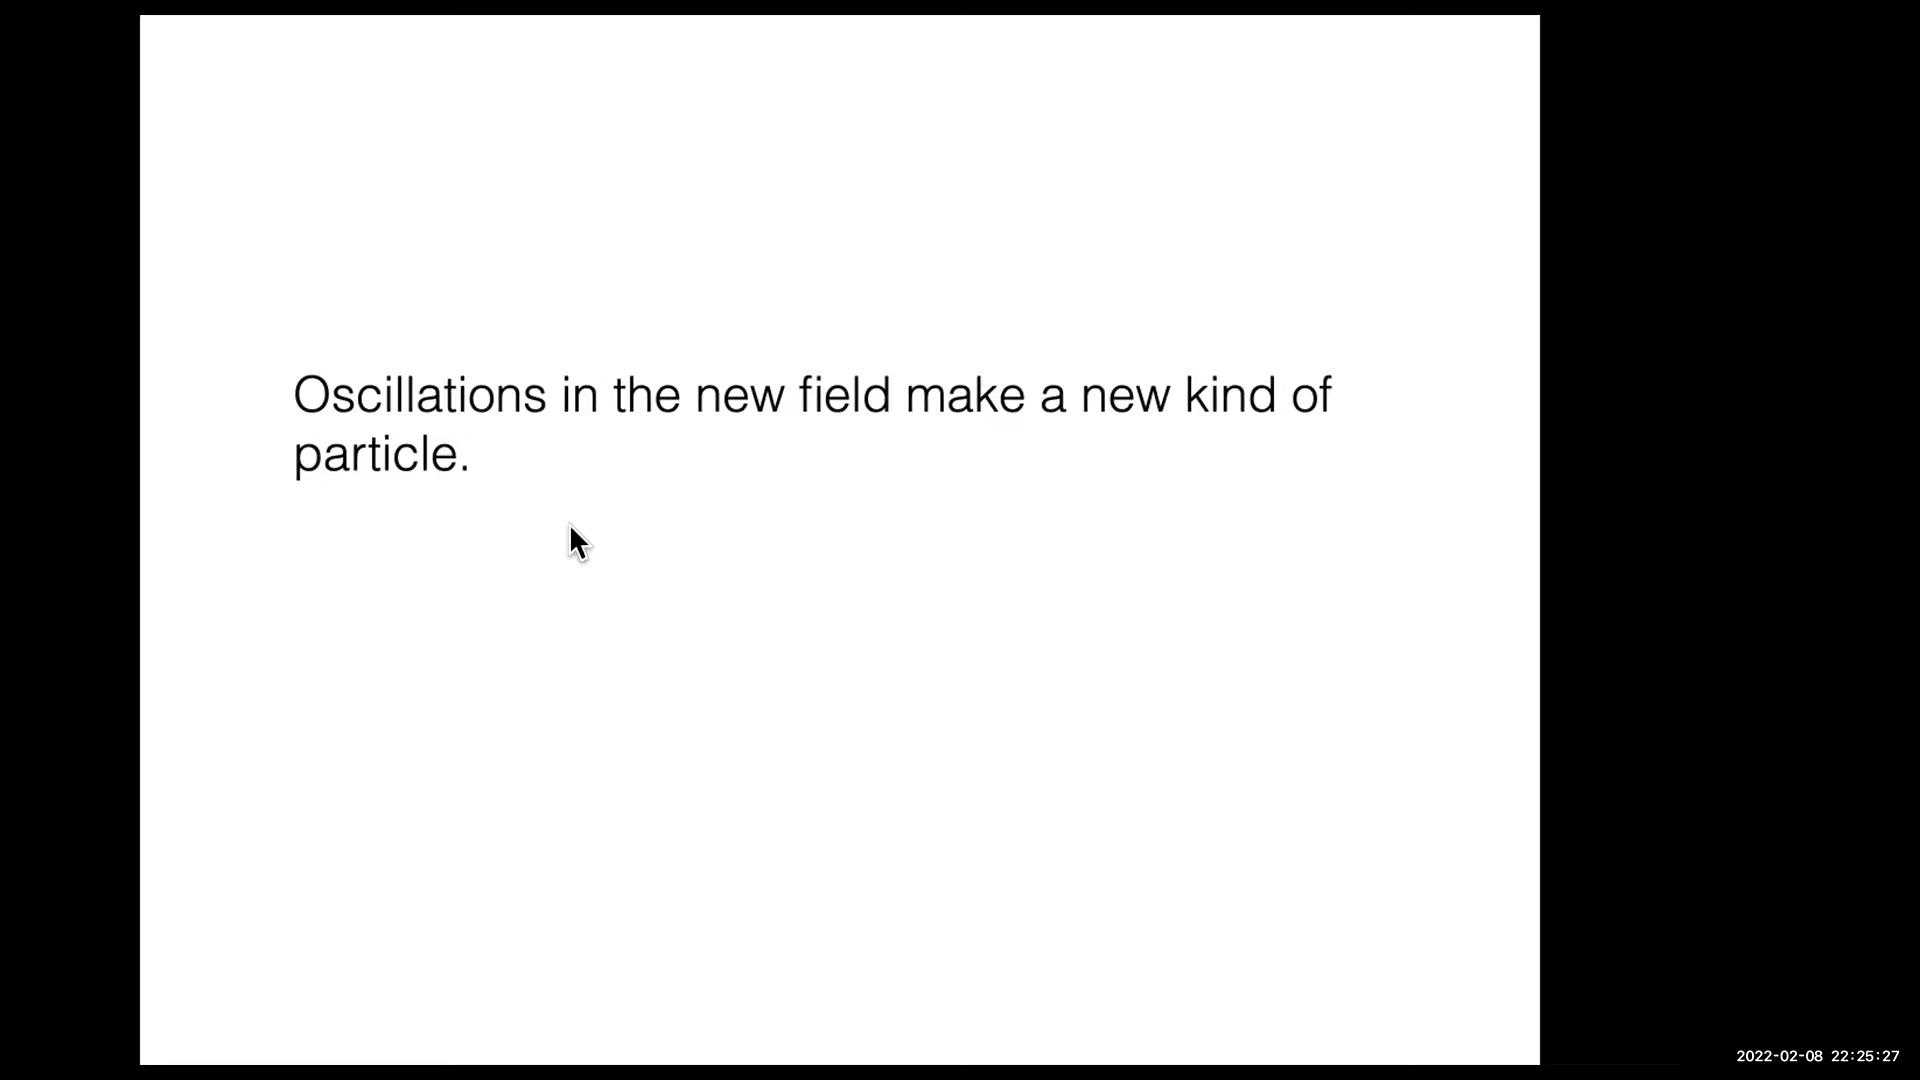 Oscillations in the new field make a new kind of
particle.
2022-02-08 22:25:27